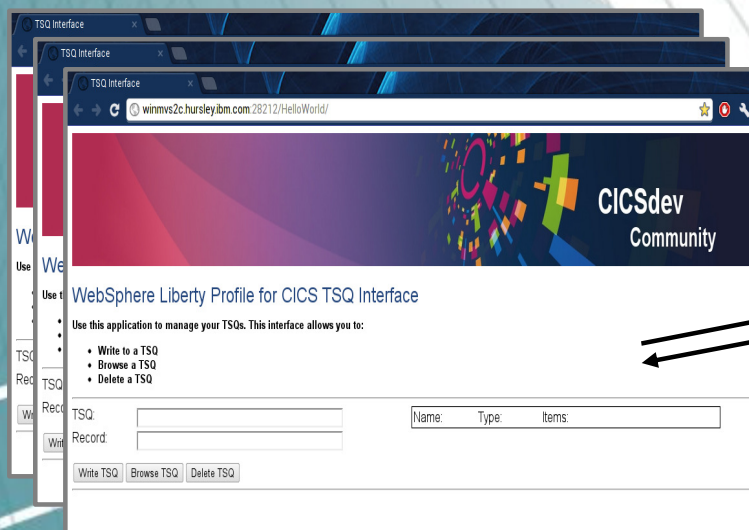 TSQ Interface
TSQ Interface
TSQ Interface
winmvs2c.hursley.ibm.com:28212/HelloWorld/
CICSdev
Community
WebSphere Liberty Profile for CICS TSQ Interface
Use this application to manage your TSQs. This interface allows you to:
• Write to a TSQ
• Browse a TSQ
• Delete a TSQ
TSQ:
Name: Type: Items:
Record:
Write TSQ Browse TSQ Delete TSQ